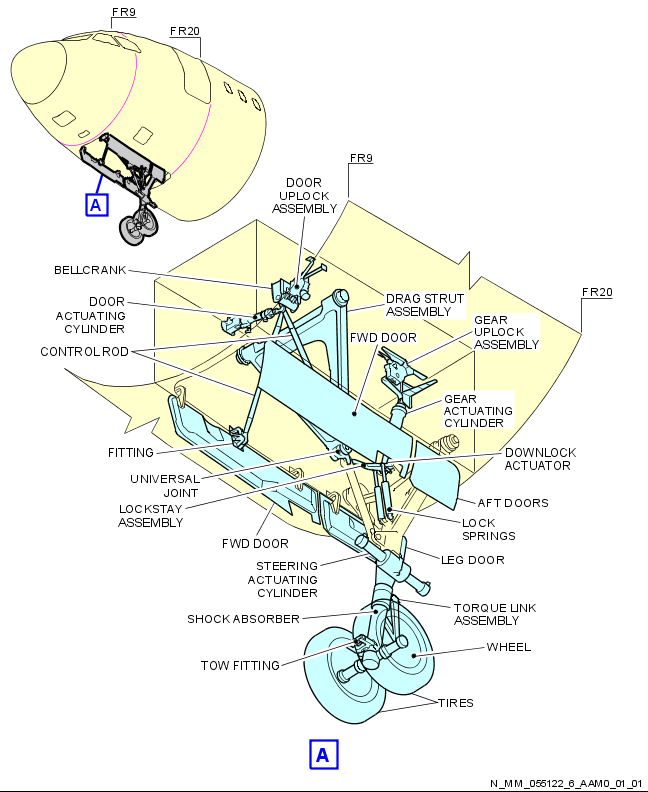 FR9
FR20
A
FR9
DOOR
UPLOCK
ASSEMBLY
BELLCRANK
FR20
DOOR
ACTUATING
CYLINDER
DRAG STRUT
ASSEMBLY
GEAR
UPLOCK
ASSEMBLY
FWD DOOR
CONTROL ROD
GEAR
ACTUATING
CYLINDER
FITTING
DOWNLOCK
ACTUATOR
UNIVERSAL
JOINT
AFT DOORS
LOCKSTAY
ASSEMBLY
LOCK
SPRINGS
FWD DOOR
LEG DOOR
STEERING
ACTUATING
CYLINDER
TORQUE LINK
ASSEMBLY
SHOCK ABSORBER
WHEEL
TOW FITTING
TIRES
A
N_MM_055122_6_AAM0_01_01